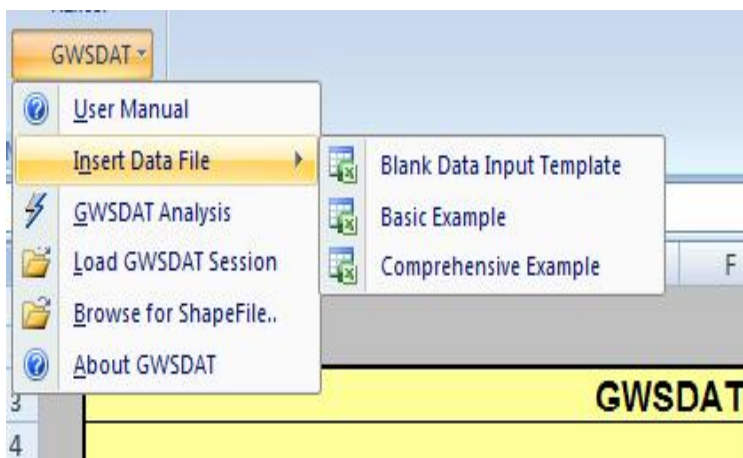 GWSDAT
User Manual
Insert Data File
GWSDAT Analysis
Load GWSDAT Session
Browse for ShapeFile..
About GWSDAT
Blank Data Input Template
Basic Example
Comprehensive Example
F
3
GWSDAT
4